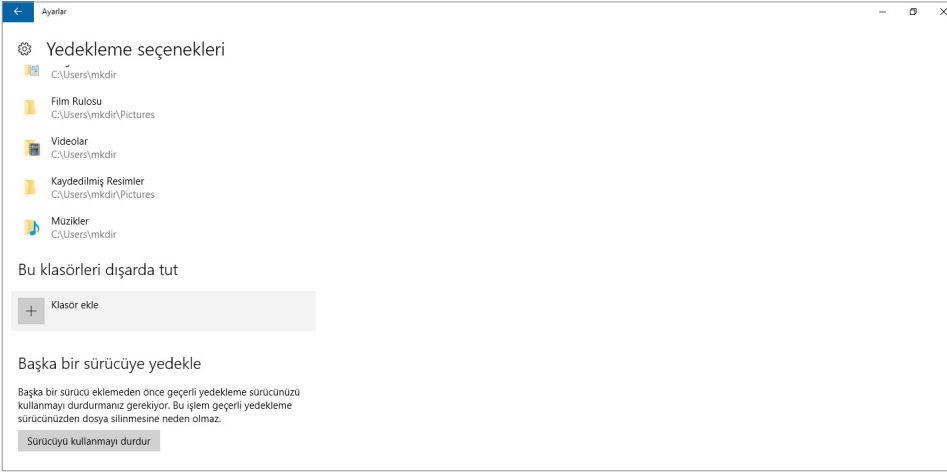 Ayarlar
Yedekleme seçenekleri
C:\Users\mkdir
Film Rulosu
C:\Users\mkdir\Pictures
Videolar
C:\Users\mkdir
Kaydedilmiş Resimler
C:\Users\mkdir\Pictures
Müzikler
C:\Users\mkdir
Bu klasörleri dışarda tut
Klasör ekle
Başka bir sürücüye yedekle
Başka bir sürücü eklemeden önce geçerli yedekleme sürücünüzü
kullanmayı durdurmanız gerekiyor. Bu işlem geçerli yedekleme
sürücünüzden dosya silinmesine neden olmaz.
Sürücüyü kullanmayı durdur